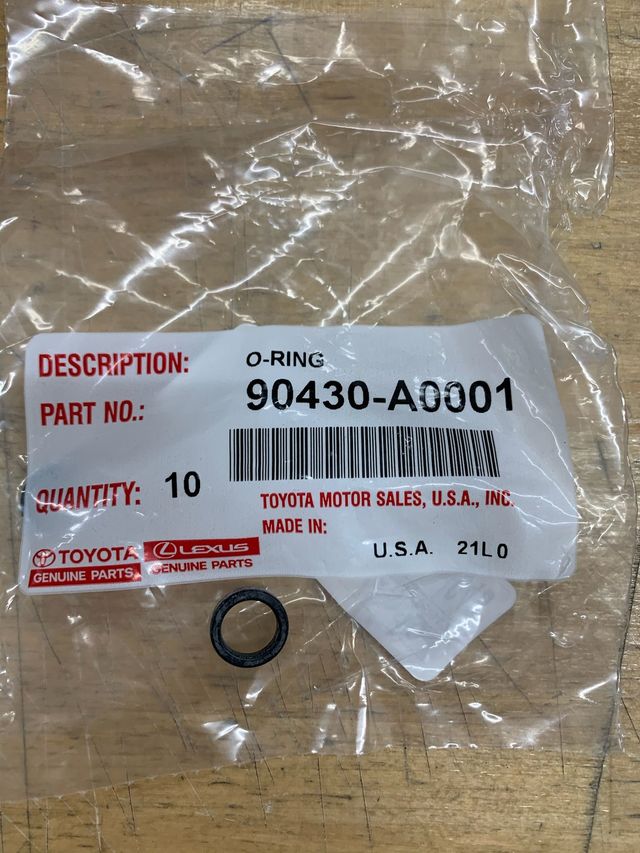 DESCRIPTION: O-RING
PART NO.: 90430-A0001
QUANTITY: 10
TOYOTA MOTOR SALES, U.S.A., INC.
MADE IN: U.S.A. 21L0
TOYOTA LEXUS
GENUINE PARTS GENUINE PARTS